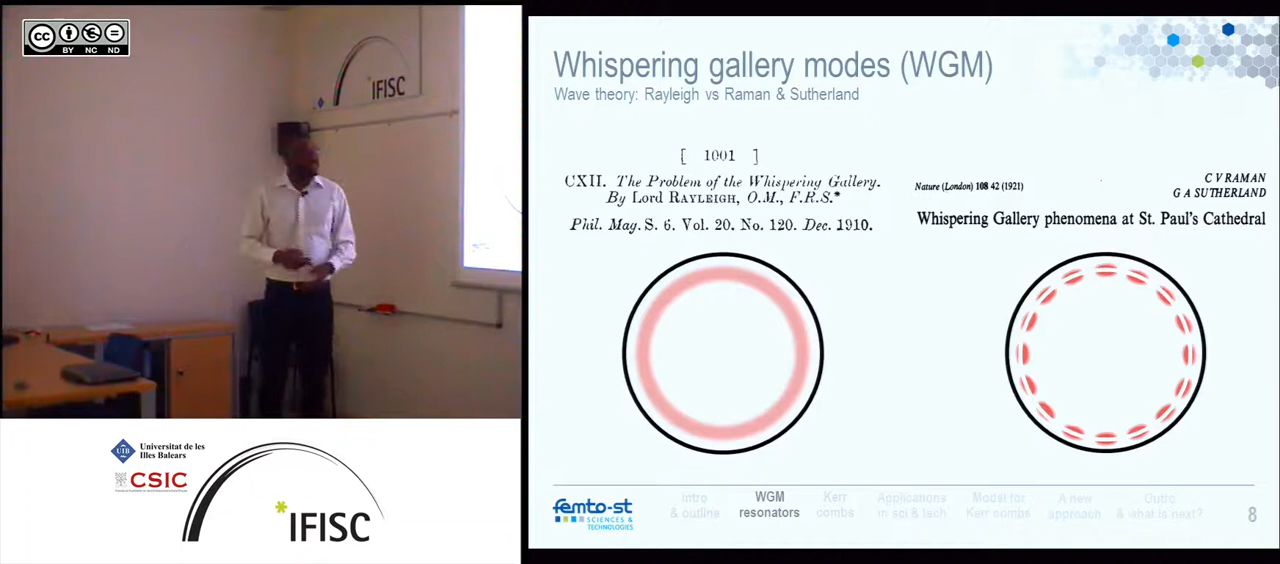 cc
BY NC ND
*IFISC
Universitat de les
Illes Balears
UIB
CSIC
*IFISC
Whispering gallery modes (WGM)
Wave theory: Rayleigh vs Raman & Sutherland
[ 1001 ]
CXII. The Problem of the Whispering Gallery.
By Lord RAYLEIGH, O.M., F.R.S.*
Phil. Mag. S. 6. Vol. 20. No. 120. Dec. 1910.
Nature (London) 108 42 (1921)
C V RAMAN
G A SUTHERLAND
Whispering Gallery phenomena at St. Paul's Cathedral
femto-st
SCIENCES &
TECHNOLOGIES
Intro
& outline
WGM
resonators
Kerr
combs
Applications
in sci & tech
Model for
Kerr combs
A new
approach
Outro
& what is next?
8